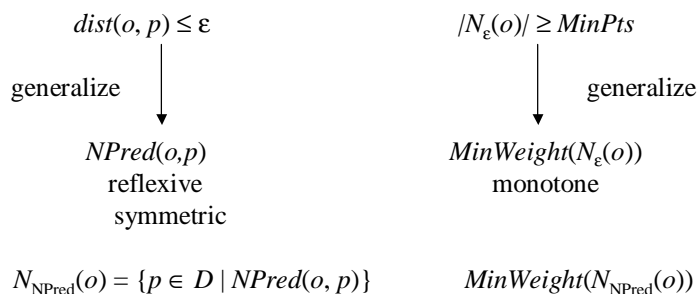 dist(o, p) ≤ ε
|N_ε(o)| ≥ MinPts
generalize
generalize
NPred(o,p)
MinWeight(N_ε(o))
reflexive
monotone
symmetric
N_NPred(o) = {p ∈ D | NPred(o, p)}
MinWeight(N_NPred(o))